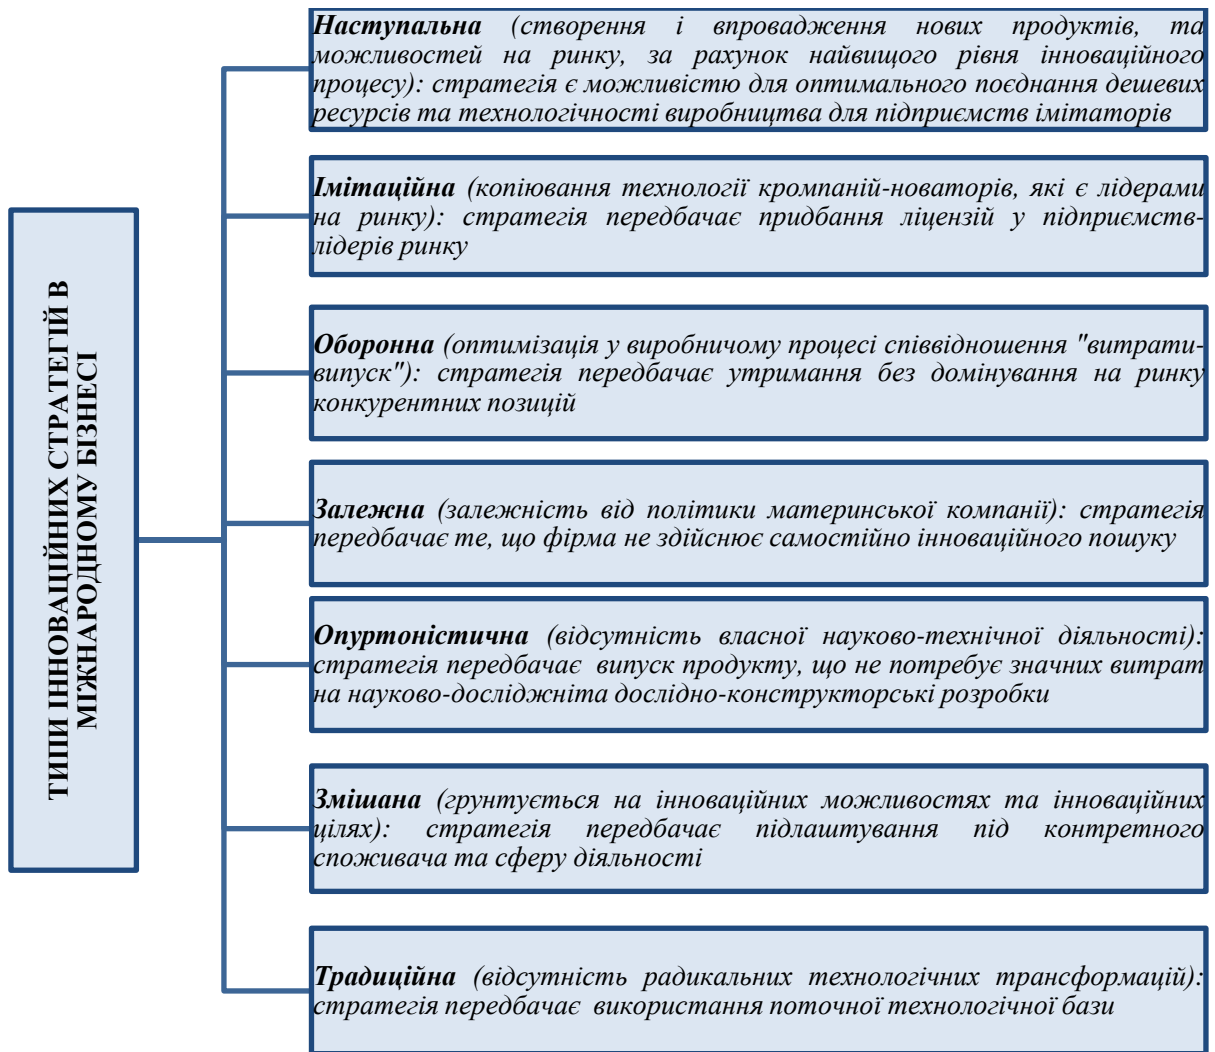 ТИПИ ІННОВАЦІЙНИХ СТРАТЕГІЙ В
МІЖНАРОДНОМУ БІЗНЕСІ
Наступальна (створення і впровадження нових продуктів, та
можливостей на ринку, за рахунок найвищого рівня інноваційного
процесу): стратегія є можливістю для оптимального поєднання дешевих
ресурсів та технологічності виробництва для підприємств імітаторів
Імітаційна (копіювання технології кромпаній-новаторів, які є лідерами
на ринку): стратегія передбачає придбання ліцензій у підприємств-
лідерів ринку
Оборонна (оптимізація у виробничому процесі співвідношення "витрати-
випуск"): стратегія передбачає утримання без домінування на ринку
конкурентних позицій
Залежна (залежність від політики материнської компанії): стратегія
передбачає те, що фірма не здійснює самостійно інноваційного пошуку
Опуртоністична (відсутність власної науково-технічної діяльності):
стратегія передбачає випуск продукту, що не потребує значних витрат
на науково-досліджніта дослідно-конструкторські розробки
Змішана (грунтується на інноваційних можливостях та інноваційних
цілях): стратегія передбачає підлаштування під контретного
споживача та сферу діяльності
Традиційна (відсутність радикальних технологічних трансформацій):
стратегія передбачає використання поточної технологічної бази